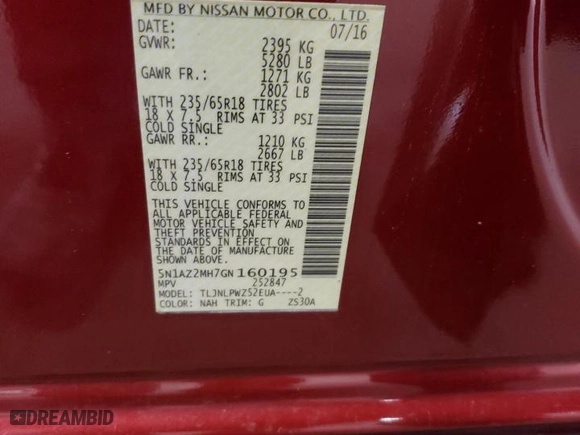 MFD BY NISSAN MOTOR CO., LTD.
DATE: 07/16
GVWR: 2395 KG
5280 LB
GAWR FR.: 1271 KG
2802 LB
WITH 235/65R18 TIRES
18 X 7.5 RIMS AT 33 PSI
COLD SINGLE
GAWR RR.: 1210 KG
2667 LB
WITH 235/65R18 TIRES
18 X 7.5 RIMS AT 33 PSI
COLD SINGLE
THIS VEHICLE CONFORMS TO
ALL APPLICABLE FEDERAL
MOTOR VEHICLE SAFETY AND
THEFT PREVENTION
STANDARDS IN EFFECT ON
THE DATE OF MANUFACTURE
SHOWN ABOVE.
5N1AZ2MH7GN160195
MPV 252847
MODEL: TLJNLPWZ52EUA----2
COLOR: NAH TRIM: G ZS30A
DREAMBID